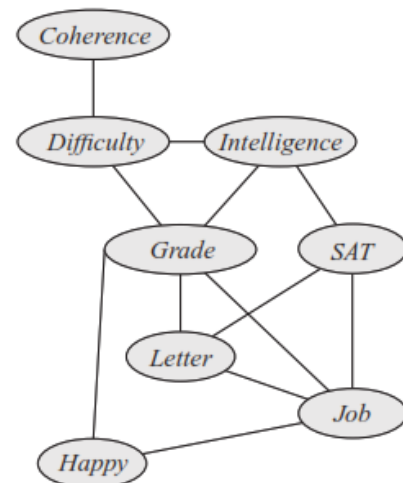 Coherence
Difficulty
Intelligence
Grade
SAT
Letter
Job
Happy